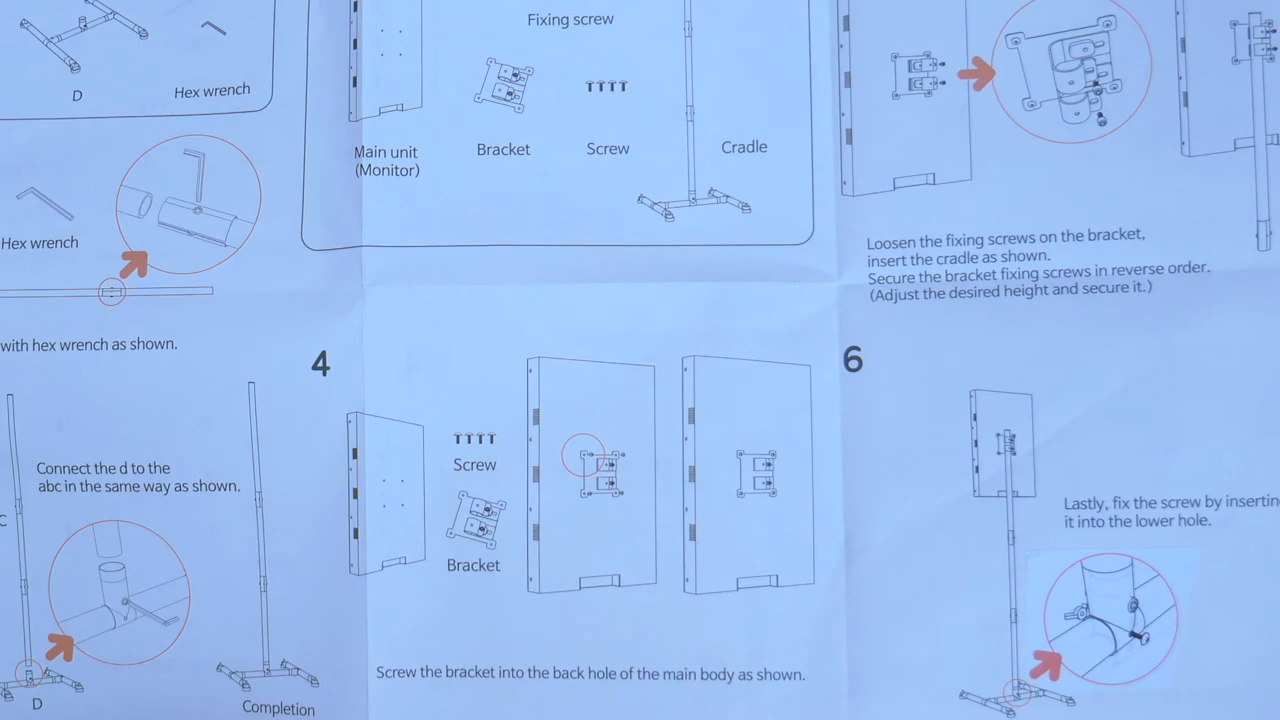 D
Hex wrench
Hex wrench
with hex wrench as shown.
Connect the d to the
abc in the same way as shown.
C
D
Completion
Fixing screw
Main unit
(Monitor)
Bracket
Screw
Cradle
4
Screw
Bracket
Screw the bracket into the back hole of the main body as shown.
Loosen the fixing screws on the bracket,
insert the cradle as shown.
Secure the bracket fixing screws in reverse order.
(Adjust the desired height and secure it.)
6
Lastly, fix the screw by insertin
it into the lower hole.